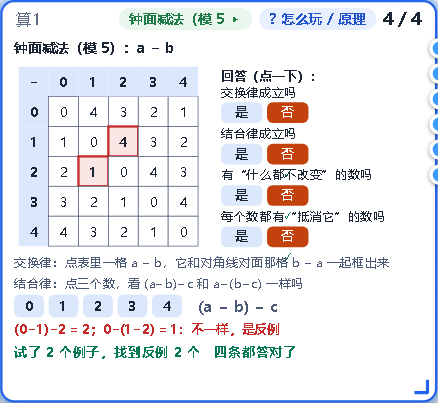 算1 钟面减法（模 5） ▸ ? 怎么玩 / 原理 4 / 4
钟面减法（模 5）：a − b
− 0 1 2 3 4
0 0 4 3 2 1
1 1 0 4 3 2
2 2 1 0 4 3
3 3 2 1 0 4
4 4 3 2 1 0
回答（点一下）：
交换律成立吗
是 否
结合律成立吗
是 否
有“什么都不改变”的数吗
是 否
每个数都有“抵消它”的数吗
是 否
交换律：点表里一格 a − b，它和对角线对面那格 b − a 一起框出来
结合律：点三个数，看 (a−b)−c 和 a−(b−c) 一样吗
0 1 2 3 4 (a − b) − c
(0−1)−2 = 2；0−(1−2) = 1：不一样，是反例
试了 2 个例子，找到反例 2 个 四条都答对了